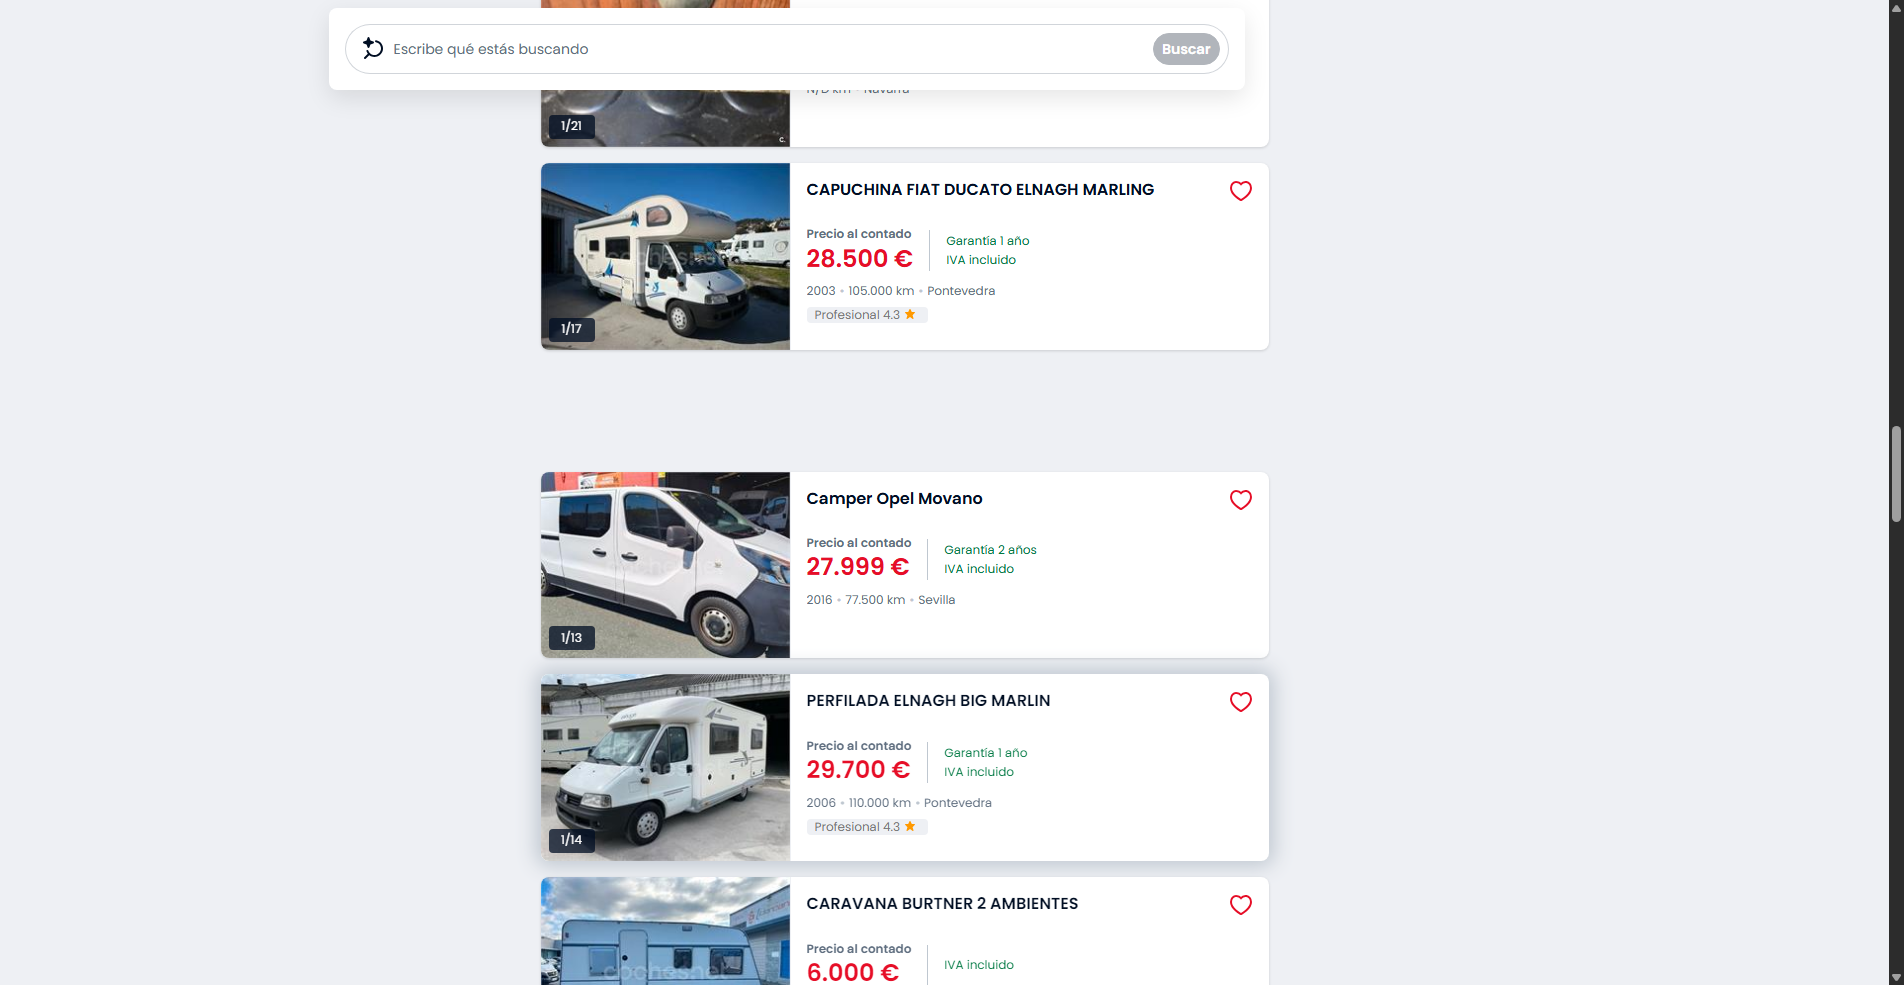 Escribe qué estás buscando
Buscar
N/D km • Navarra
1/21
c.
CAPUCHINA FIAT DUCATO ELNAGH MARLING
Precio al contado
28.500 €
Garantía 1 año
IVA incluido
2003 • 105.000 km • Pontevedra
Profesional 4.3 ★
1/17
Camper Opel Movano
Precio al contado
27.999 €
Garantía 2 años
IVA incluido
2016 • 77.500 km • Sevilla
1/13
PERFILADA ELNAGH BIG MARLIN
Precio al contado
29.700 €
Garantía 1 año
IVA incluido
2006 • 110.000 km • Pontevedra
Profesional 4.3 ★
1/14
CARAVANA BURTNER 2 AMBIENTES
Precio al contado
6.000 €
IVA incluido
coches.net